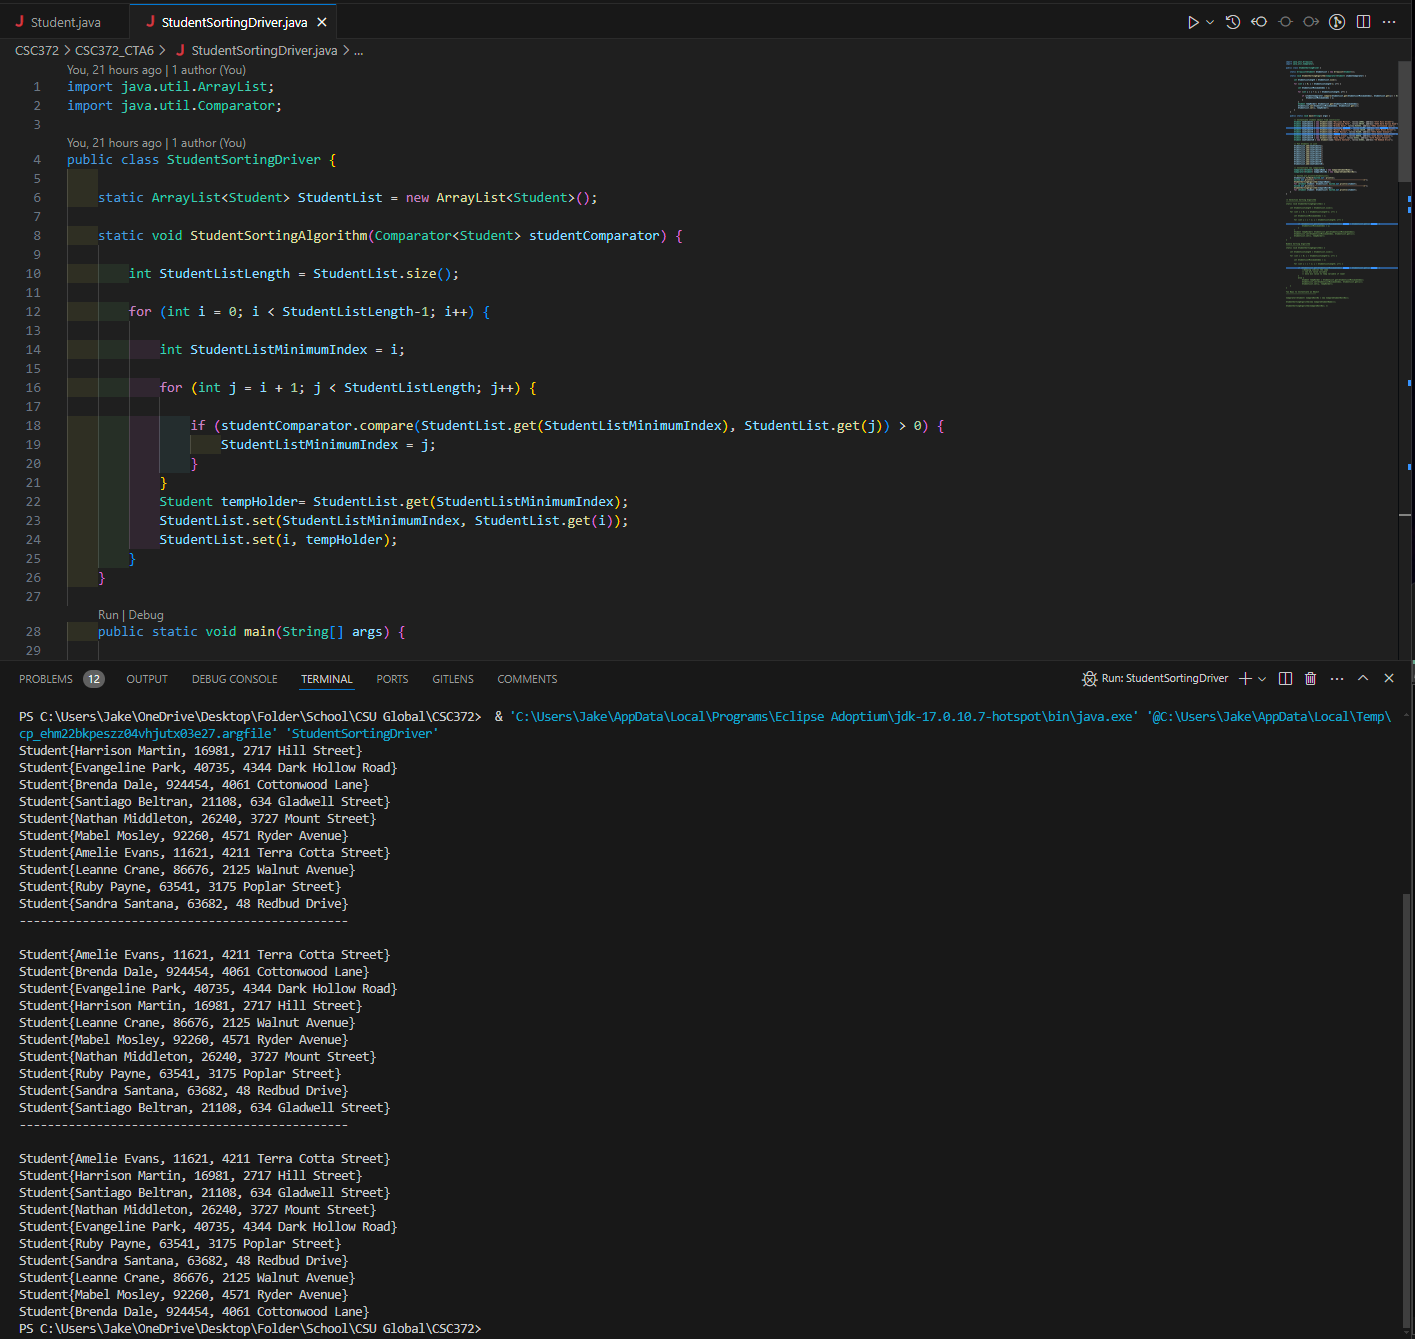 Student.java
StudentSortingDriver.java
CSC372 > CSC372_CTA6 > StudentSortingDriver.java > ...
You, 21 hours ago | 1 author (You)
1 import java.util.ArrayList;
2 import java.util.Comparator;
3
You, 21 hours ago | 1 author (You)
4 public class StudentSortingDriver {
5
6 static ArrayList<Student> StudentList = new ArrayList<Student>();
7
8 static void StudentSortingAlgorithm(Comparator<Student> studentComparator) {
9
10 int StudentListLength = StudentList.size();
11
12 for (int i = 0; i < StudentListLength-1; i++) {
13
14 int StudentListMinimumIndex = i;
15
16 for (int j = i + 1; j < StudentListLength; j++) {
17
18 if (studentComparator.compare(StudentList.get(StudentListMinimumIndex), StudentList.get(j)) > 0) {
19 StudentListMinimumIndex = j;
20 }
21 }
22 Student tempHolder= StudentList.get(StudentListMinimumIndex);
23 StudentList.set(StudentListMinimumIndex, StudentList.get(i));
24 StudentList.set(i, tempHolder);
25 }
26 }
27
Run | Debug
28 public static void main(String[] args) {
29
PROBLEMS 12 OUTPUT DEBUG CONSOLE TERMINAL PORTS GITLENS COMMENTS Run: StudentSortingDriver
PS C:\Users\Jake\OneDrive\Desktop\Folder\School\CSU Global\CSC372> & 'C:\Users\Jake\AppData\Local\Programs\Eclipse Adoptium\jdk-17.0.10.7-hotspot\bin\java.exe' '@C:\Users\Jake\AppData\Local\Temp\
cp_ehm22bkpeszz04vhjutx03e27.argfile' 'StudentSortingDriver'
Student{Harrison Martin, 16981, 2717 Hill Street}
Student{Evangeline Park, 40735, 4344 Dark Hollow Road}
Student{Brenda Dale, 924454, 4061 Cottonwood Lane}
Student{Santiago Beltran, 21108, 634 Gladwell Street}
Student{Nathan Middleton, 26240, 3727 Mount Street}
Student{Mabel Mosley, 92260, 4571 Ryder Avenue}
Student{Amelie Evans, 11621, 4211 Terra Cotta Street}
Student{Leanne Crane, 86676, 2125 Walnut Avenue}
Student{Ruby Payne, 63541, 3175 Poplar Street}
Student{Sandra Santana, 63682, 48 Redbud Drive}
-----------------------------------------------
Student{Amelie Evans, 11621, 4211 Terra Cotta Street}
Student{Brenda Dale, 924454, 4061 Cottonwood Lane}
Student{Evangeline Park, 40735, 4344 Dark Hollow Road}
Student{Harrison Martin, 16981, 2717 Hill Street}
Student{Leanne Crane, 86676, 2125 Walnut Avenue}
Student{Mabel Mosley, 92260, 4571 Ryder Avenue}
Student{Nathan Middleton, 26240, 3727 Mount Street}
Student{Ruby Payne, 63541, 3175 Poplar Street}
Student{Sandra Santana, 63682, 48 Redbud Drive}
Student{Santiago Beltran, 21108, 634 Gladwell Street}
-----------------------------------------------
Student{Amelie Evans, 11621, 4211 Terra Cotta Street}
Student{Harrison Martin, 16981, 2717 Hill Street}
Student{Santiago Beltran, 21108, 634 Gladwell Street}
Student{Nathan Middleton, 26240, 3727 Mount Street}
Student{Evangeline Park, 40735, 4344 Dark Hollow Road}
Student{Ruby Payne, 63541, 3175 Poplar Street}
Student{Sandra Santana, 63682, 48 Redbud Drive}
Student{Leanne Crane, 86676, 2125 Walnut Avenue}
Student{Mabel Mosley, 92260, 4571 Ryder Avenue}
Student{Brenda Dale, 924454, 4061 Cottonwood Lane}
PS C:\Users\Jake\OneDrive\Desktop\Folder\School\CSU Global\CSC372>